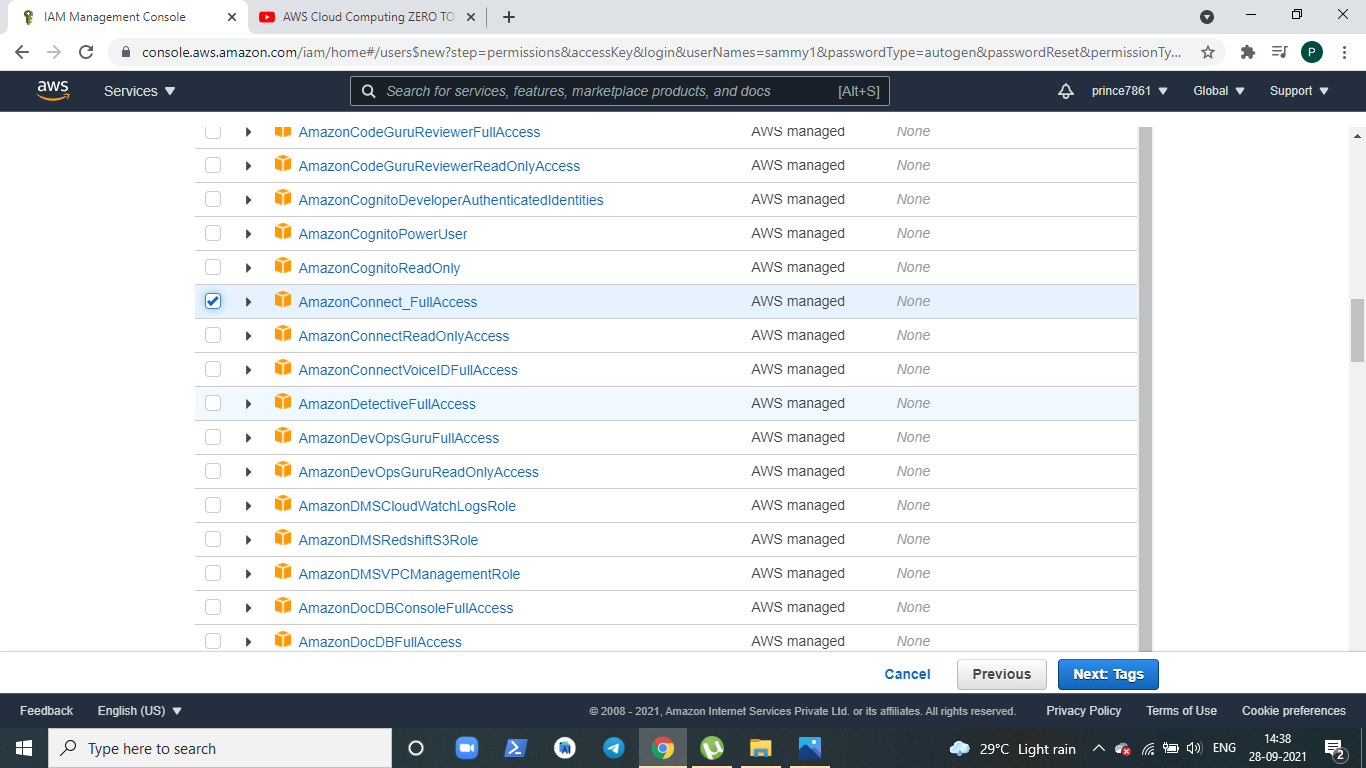 IAM Management Console
AWS Cloud Computing ZERO TO
console.aws.amazon.com/iam/home#/users$new?step=permissions&accessKey&login&userNames=sammy1&passwordType=autogen&passwordReset&permissionTy...
P
aws
Services
Search for services, features, marketplace products, and docs [Alt+S]
prince7861
Global
Support
AmazonCodeGuruReviewerFullAccess AWS managed None
AmazonCodeGuruReviewerReadOnlyAccess AWS managed None
AmazonCognitoDeveloperAuthenticatedIdentities AWS managed None
AmazonCognitoPowerUser AWS managed None
AmazonCognitoReadOnly AWS managed None
AmazonConnect_FullAccess AWS managed None
AmazonConnectReadOnlyAccess AWS managed None
AmazonConnectVoiceIDFullAccess AWS managed None
AmazonDetectiveFullAccess AWS managed None
AmazonDevOpsGuruFullAccess AWS managed None
AmazonDevOpsGuruReadOnlyAccess AWS managed None
AmazonDMSCloudWatchLogsRole AWS managed None
AmazonDMSRedshiftS3Role AWS managed None
AmazonDMSVPCManagementRole AWS managed None
AmazonDocDBConsoleFullAccess AWS managed None
AmazonDocDBFullAccess AWS managed None
Cancel
Previous
Next: Tags
Feedback
English (US)
© 2008 - 2021, Amazon Internet Services Private Ltd. or its affiliates. All rights reserved.
Privacy Policy
Terms of Use
Cookie preferences
Type here to search
29°C Light rain
ENG
14:38
28-09-2021
2